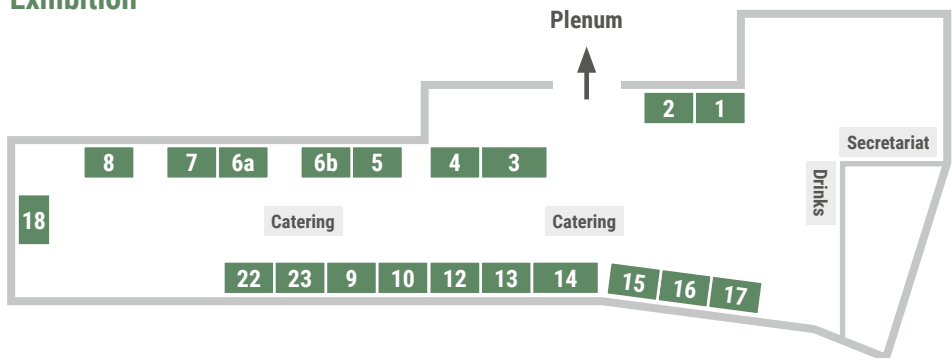 Exhibition
Plenum
2 1
Secretariat
8 7 6a 6b 5 4 3
Drinks
18
Catering Catering
22 23 9 10 12 13 14 15 16 17